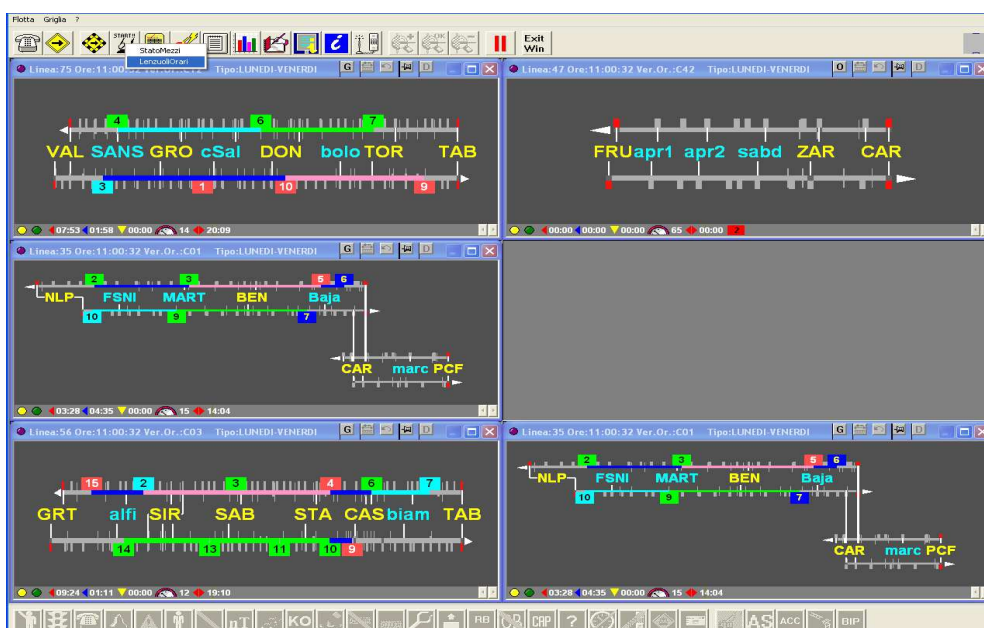 Flotta Griglia ?
START
Exit
Win
StatoMezzi
LenzuoliOrari
Linea:75 Ore:11:00:32 Ver.Or.: Tipo:LUNEDI-VENERDI G D
4 6 7
VAL SANS GRO cSal DON bolo TOR TAB
3 1 10 9
07:53 01:58 00:00 14 20:09
Linea:47 Ore:11:00:32 Ver.Or.:C42 Tipo:LUNEDI-VENERDI O D
FRU apr1 apr2 sabd ZAR CAR
00:00 00:00 00:00 65 00:00 2
Linea:35 Ore:11:00:32 Ver.Or.:C01 Tipo:LUNEDI-VENERDI G D
2 3 5 6
NLP FSNI MART BEN Baja
10 9 7
CAR marc PCF
03:28 04:35 00:00 15 14:04
Linea:56 Ore:11:00:32 Ver.Or.:C03 Tipo:LUNEDI-VENERDI G D
15 2 3 4 6 7
GRT alfi SIR SAB STA CAS biam TAB
14 13 11 10 9
09:24 01:11 00:00 12 19:10
Linea:35 Ore:11:00:32 Ver.Or.:C01 Tipo:LUNEDI-VENERDI G D
2 3 5 6
NLP FSNI MART BEN Baja
10 9 7
CAR marc PCF
03:28 04:35 00:00 15 14:04
nT KO RB CAP ? AS ACC BIP